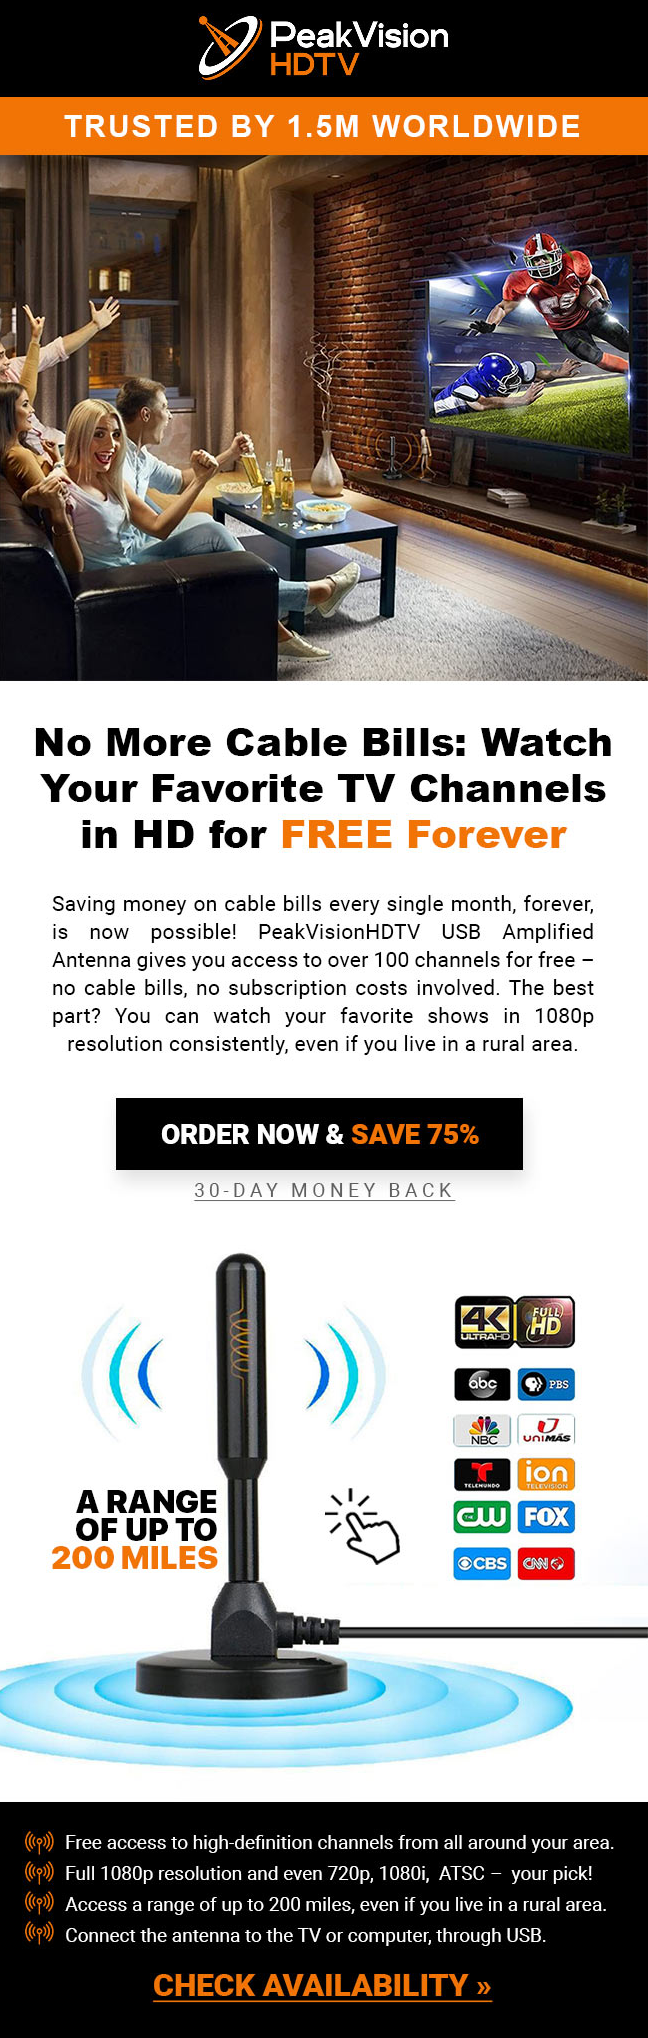 PeakVision
HDTV
TRUSTED BY 1.5M WORLDWIDE
No More Cable Bills: Watch
Your Favorite TV Channels
in HD for FREE Forever
Saving money on cable bills every single month, forever,
is now possible! PeakVisionHDTV USB Amplified
Antenna gives you access to over 100 channels for free –
no cable bills, no subscription costs involved. The best
part? You can watch your favorite shows in 1080p
resolution consistently, even if you live in a rural area.
ORDER NOW & SAVE 75%
30-DAY MONEY BACK
4K FULL
ULTRAHD HD
abc PBS
NBC UNIMÁS
TELEMUNDO ion
TELEVISION
THE CW FOX
CBS CNN
A RANGE
OF UP TO
200 MILES
Free access to high-definition channels from all around your area.
Full 1080p resolution and even 720p, 1080i, ATSC – your pick!
Access a range of up to 200 miles, even if you live in a rural area.
Connect the antenna to the TV or computer, through USB.
CHECK AVAILABILITY »